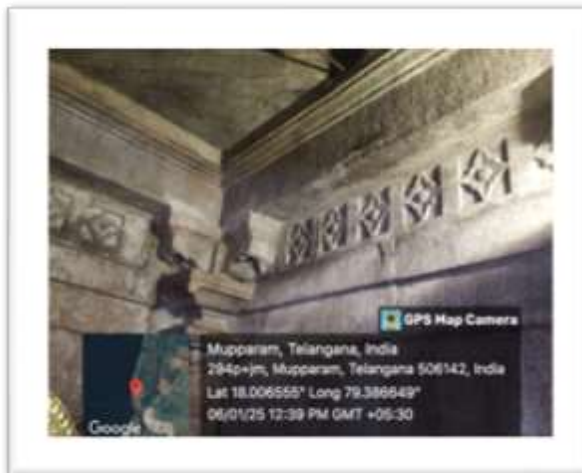 GPS Map Camera
Mupparam, Telangana, India
294p+jm, Mupparam, Telangana 506142, India
Lat 18.006555° Long 79.386649°
06/01/25 12:39 PM GMT +05:30
Google